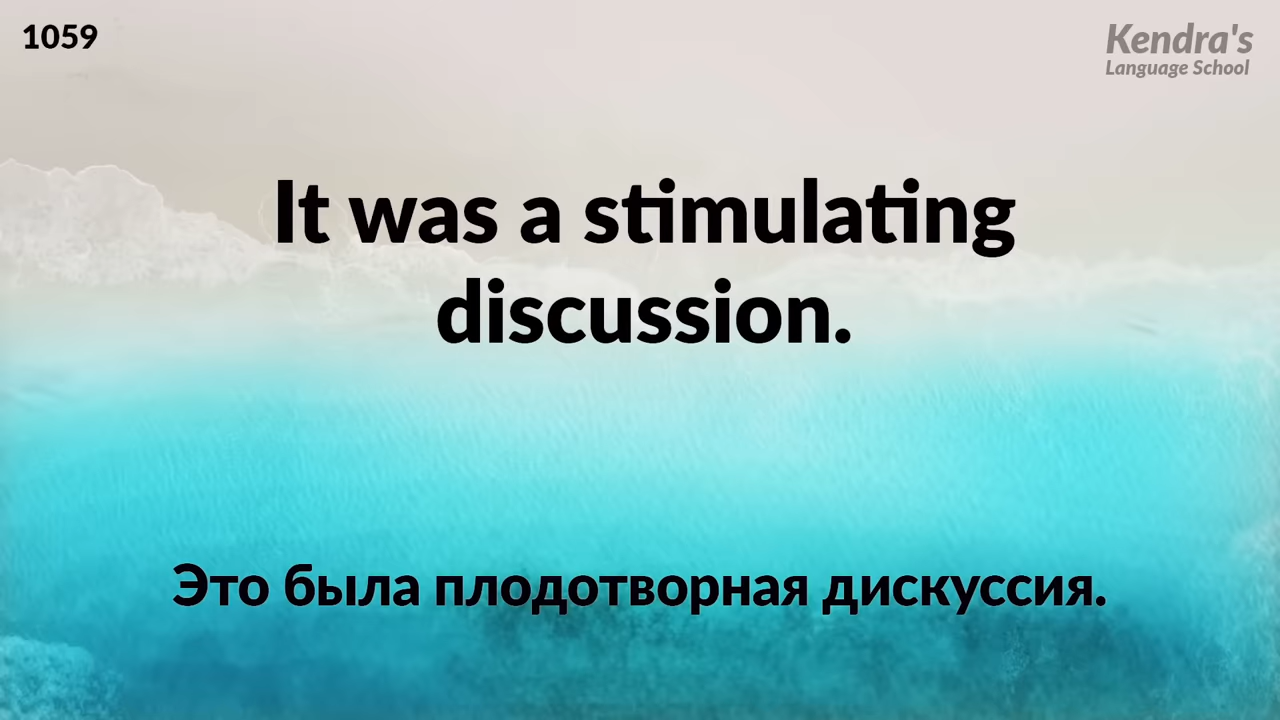 1059
Kendra's
Language School
It was a stimulating
discussion.
Это была плодотворная дискуссия.